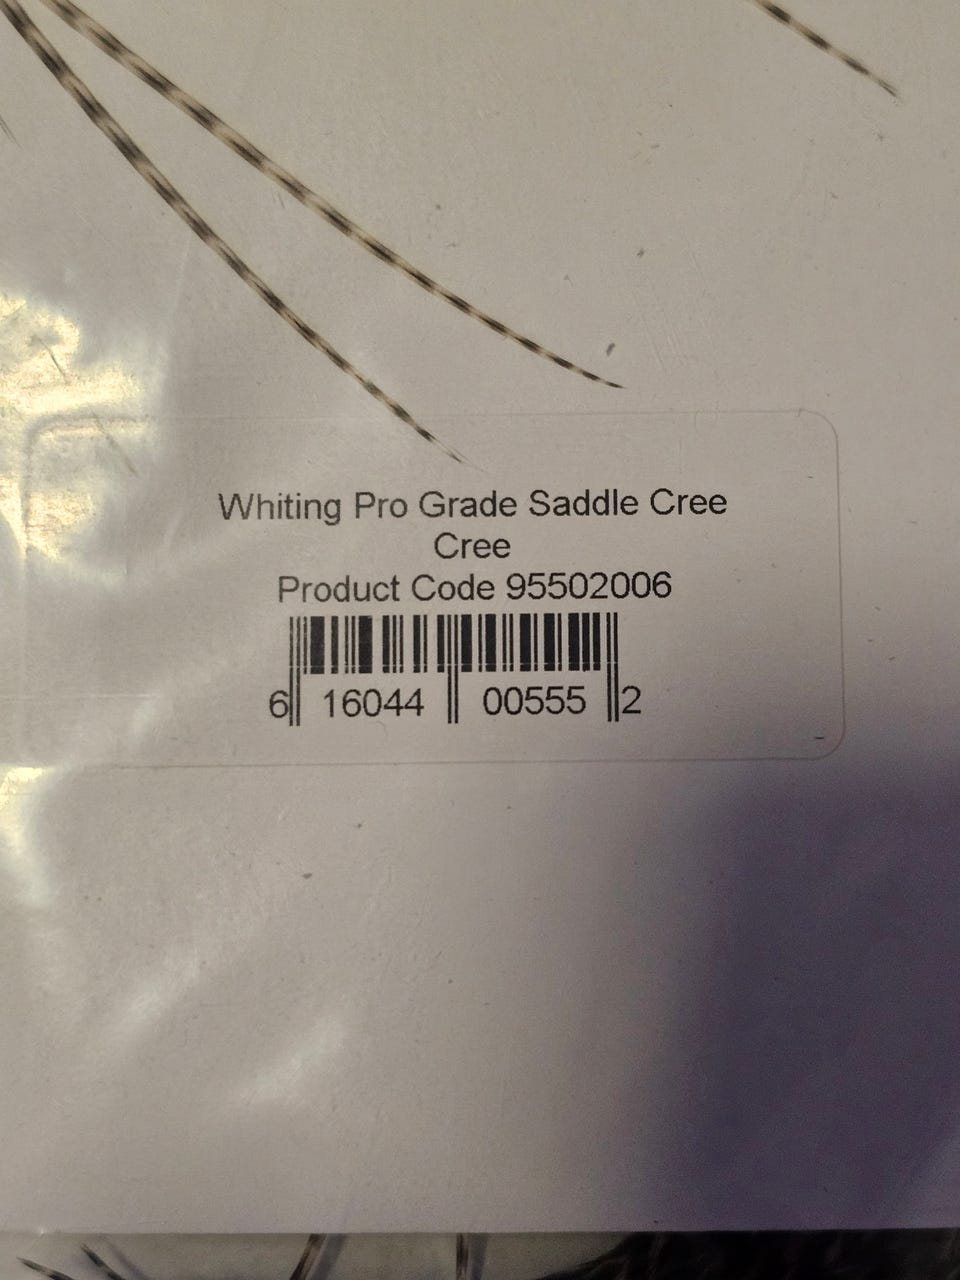 Whiting Pro Grade Saddle Cree
Cree
Product Code 95502006
6 16044 00555 2